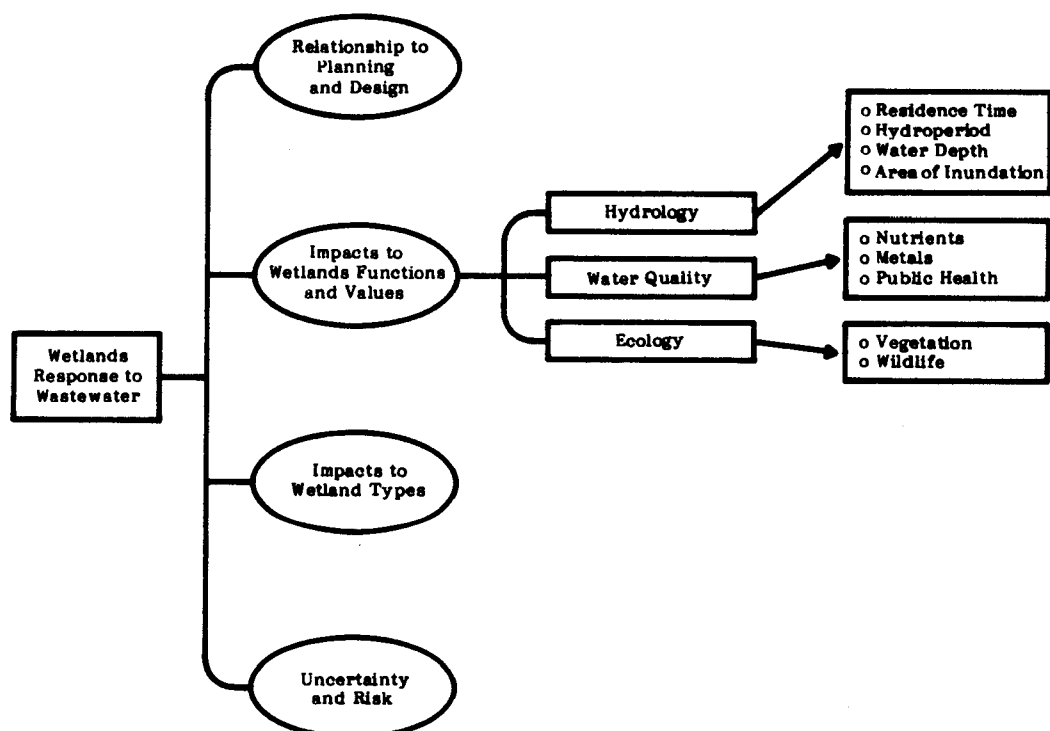 Relationship to
Planning
and Design
Impacts to
Wetlands Functions
and Values
Hydrology
Water Quality
Ecology
o Residence Time
o Hydroperiod
o Water Depth
o Area of Inundation
o Nutrients
o Metals
o Public Health
o Vegetation
o Wildlife
Wetlands
Response to
Wastewater
Impacts to
Wetland Types
Uncertainty
and Risk